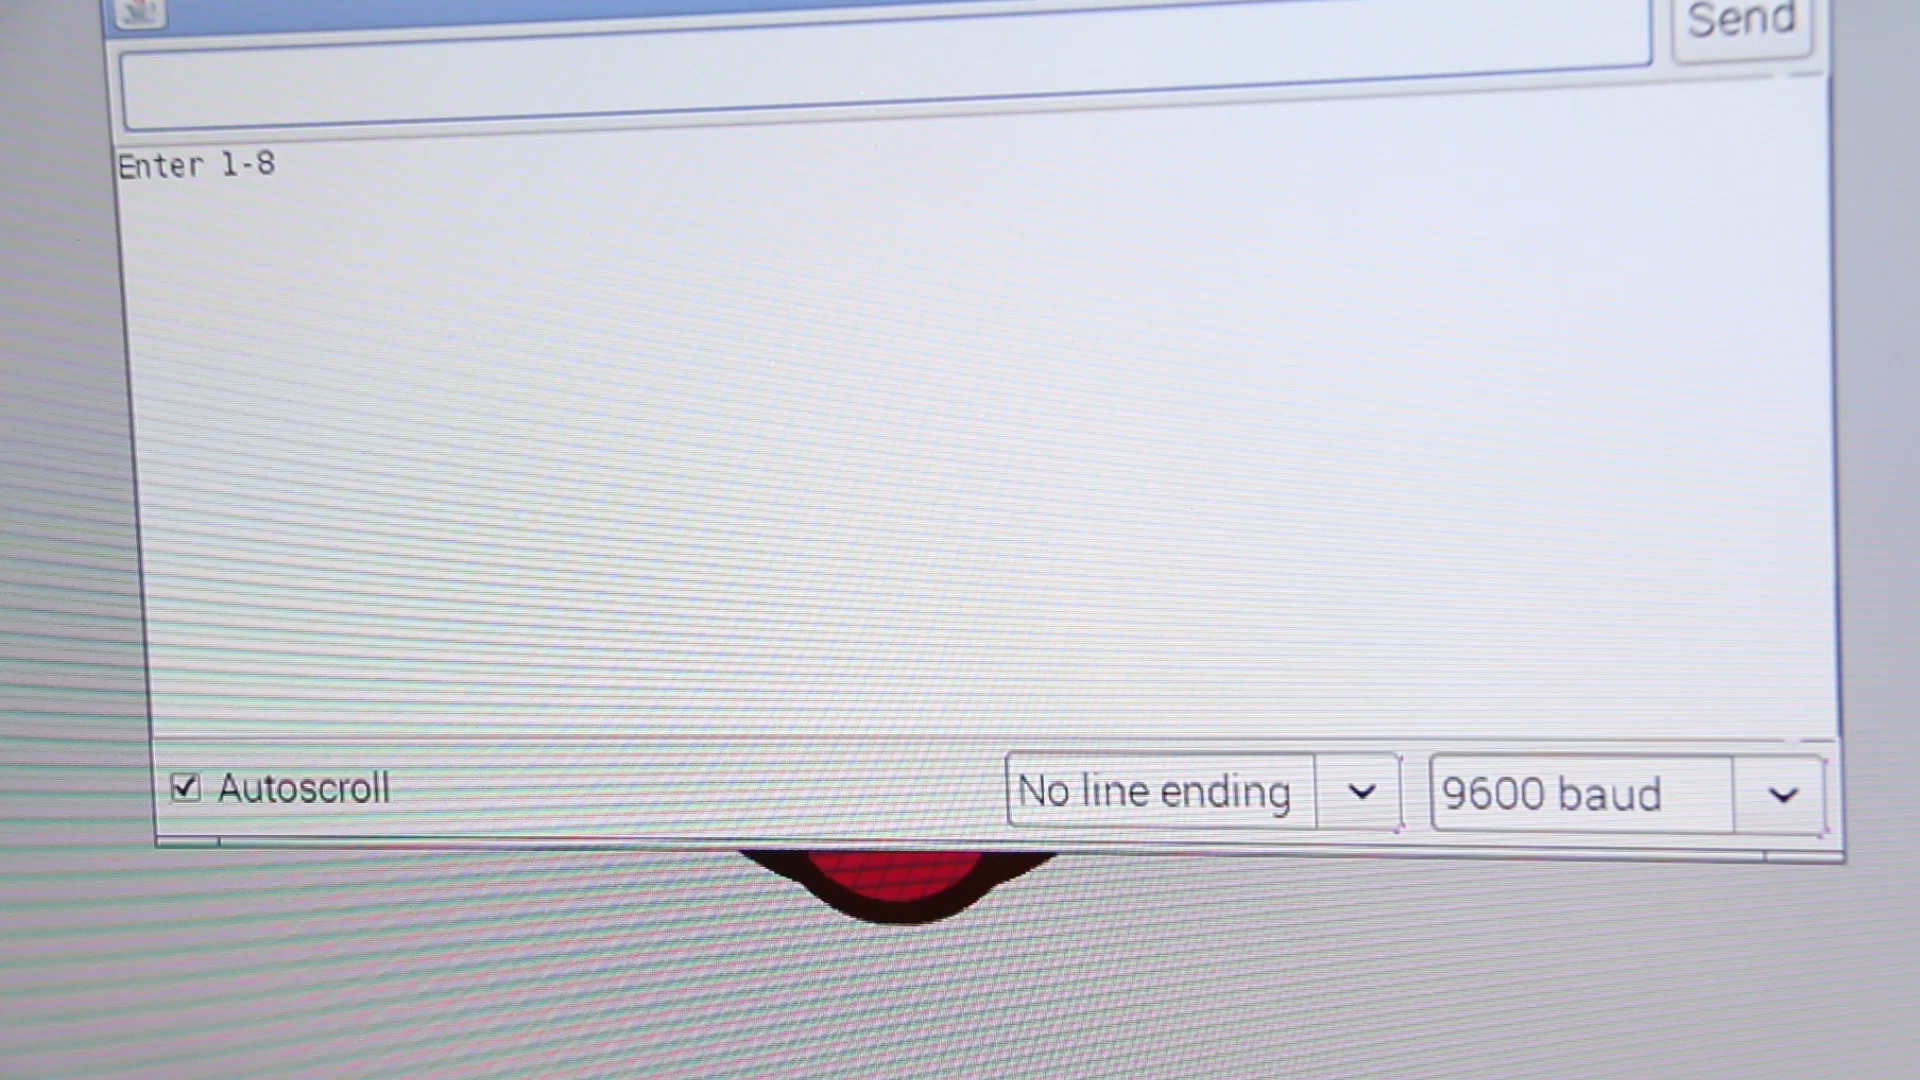 Send
Enter 1-8
Autoscroll
No line ending
9600 baud